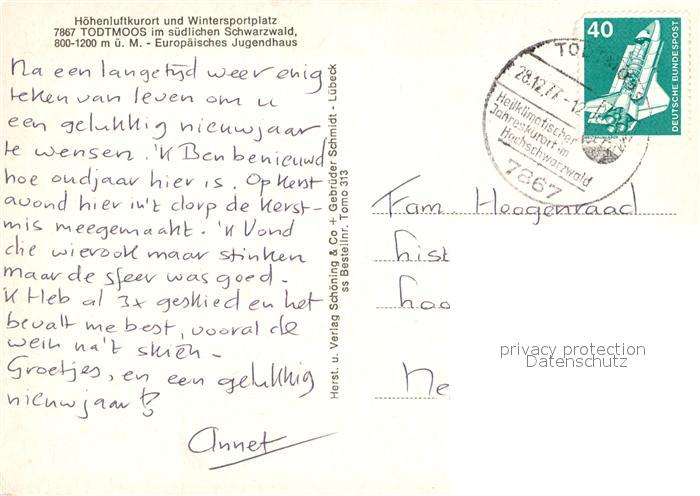 Höhenluftkurort und Wintersportplatz
7867 TODTMOOS im südlichen Schwarzwald,
800-1200 m ü. M. - Europäisches Jugendhaus
Na een langetijd weer enig
teken van leven om u
een gelukkig nieuwjaar
te wensen. 'k Ben benieuwd
hoe oudjaar hier is. Op Kerst
avond hier in't dorp de Kerst-
mis meegemaakt. 'k Vond
die wierook maar stinken
maar de sfeer was goed.
'k Heb al 3x geskied en het
bevalt me best, vooral de
wein na't skiën.
Groetjes, en een gelukkig
nieuwjaar!
Annet
Herst. u. Verlag Schöning & Co + Gebrüder Schmidt - Lübeck
ss Bestellnr. Tomo 313
40
DEUTSCHE BUNDESPOST
28.12.77
Heilklimatischer
Jahreskurort im
Hochschwarzwald
7867
Fam. Hoogenraad
privacy protection
Datenschutz